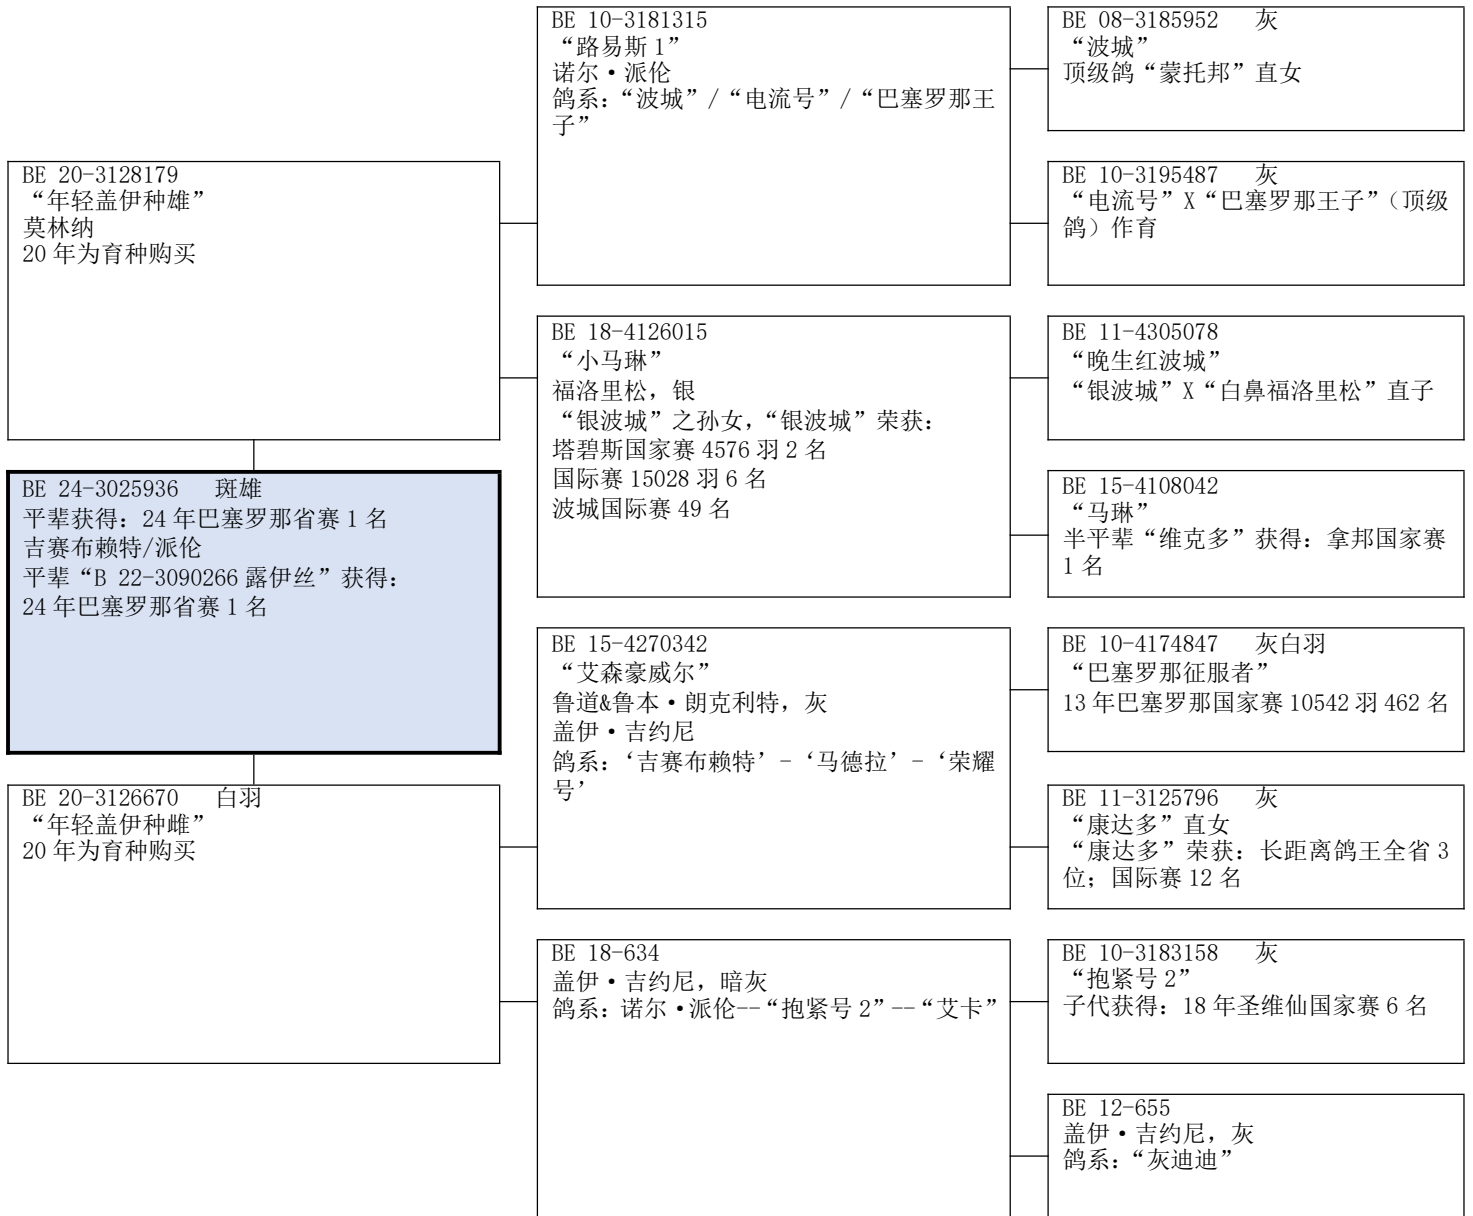 BE 10-3181315
“路易斯 1”
诺尔·派伦
鸽系：“波城”/“电流号”/“巴塞罗那王
子”
BE 08-3185952 灰
“波城”
顶级鸽“蒙托邦”直女
BE 20-3128179
“年轻盖伊种雄”
莫林纳
20 年为育种购买
BE 10-3195487 灰
“电流号”X“巴塞罗那王子”（顶级
鸽）作育
BE 18-4126015
“小马琳”
福洛里松，银
“银波城”之孙女，“银波城”荣获：
塔碧斯国家赛 4576 羽 2 名
国际赛 15028 羽 6 名
波城国际赛 49 名
BE 11-4305078
“晚生红波城”
“银波城”X“白鼻福洛里松”直子
BE 24-3025936 斑雄
平辈获得：24 年巴塞罗那省赛 1 名
吉赛布赖特/派伦
平辈“B 22-3090266 露伊丝”获得：
24 年巴塞罗那省赛 1 名
BE 15-4108042
“马琳”
半平辈“维克多”获得：拿邦国家赛
1 名
BE 15-4270342
“艾森豪威尔”
鲁道&鲁本·朗克利特，灰
盖伊·吉约尼
鸽系：‘吉赛布赖特’-‘马德拉’-‘荣耀
号’
BE 10-4174847 灰白羽
“巴塞罗那征服者”
13 年巴塞罗那国家赛 10542 羽 462 名
BE 20-3126670 白羽
“年轻盖伊种雌”
20 年为育种购买
BE 11-3125796 灰
“康达多”直女
“康达多”荣获：长距离鸽王全省 3
位；国际赛 12 名
BE 18-634
盖伊·吉约尼，暗灰
鸽系：诺尔·派伦--“抱紧号 2”--“艾卡”
BE 10-3183158 灰
“抱紧号 2”
子代获得：18 年圣维仙国家赛 6 名
BE 12-655
盖伊·吉约尼，灰
鸽系：“灰迪迪”